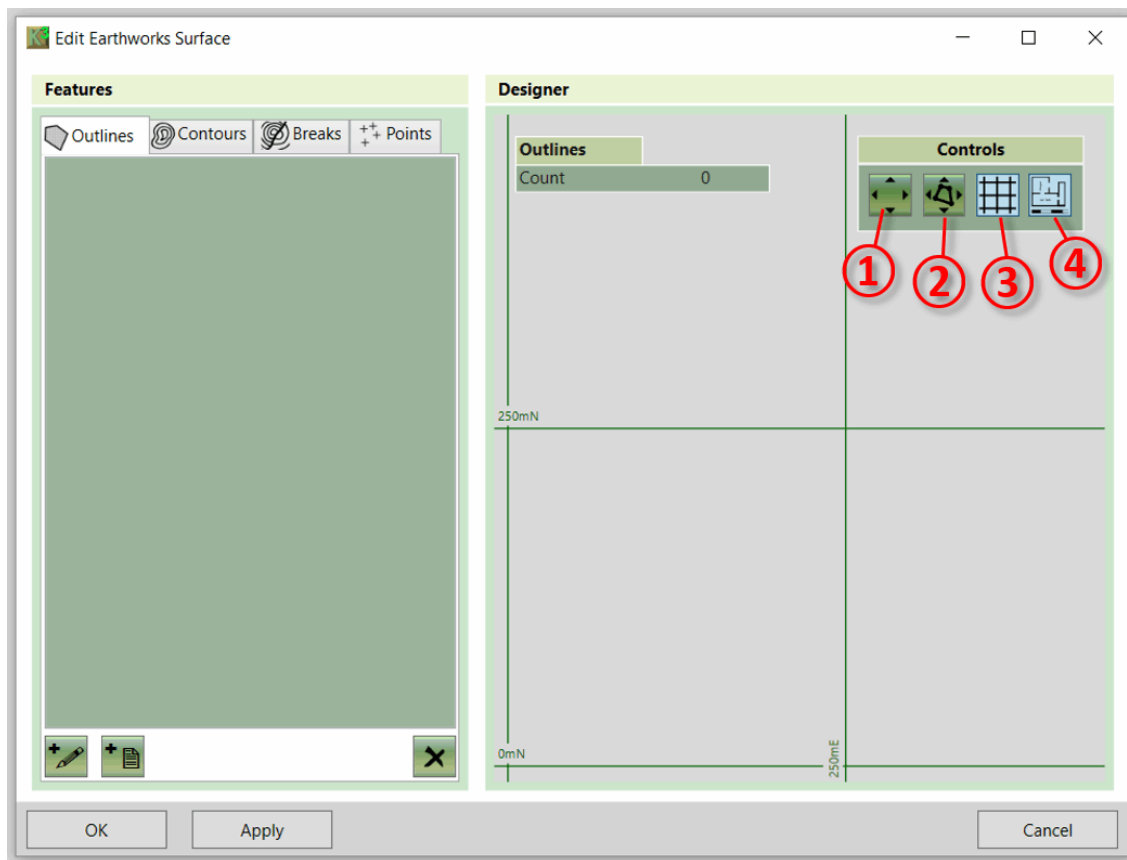 Edit Earthworks Surface
Features
Designer
Outlines
Contours
Breaks
Points
Outlines
Count 0
Controls
1
2
3
4
250mN
0mN
250mE
OK
Apply
Cancel